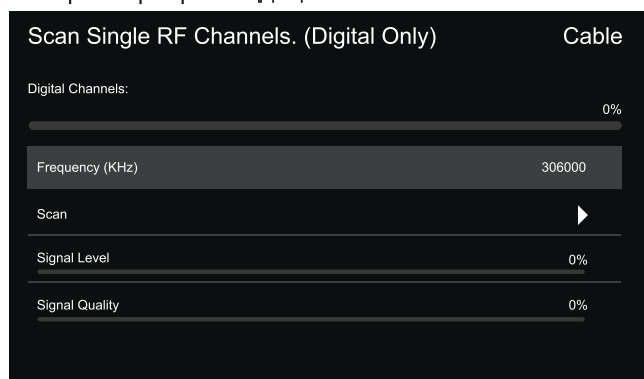 Scan Single RF Channels. (Digital Only) Cable
Digital Channels:
0%
Frequency (KHz) 306000
Scan
Signal Level 0%
Signal Quality 0%